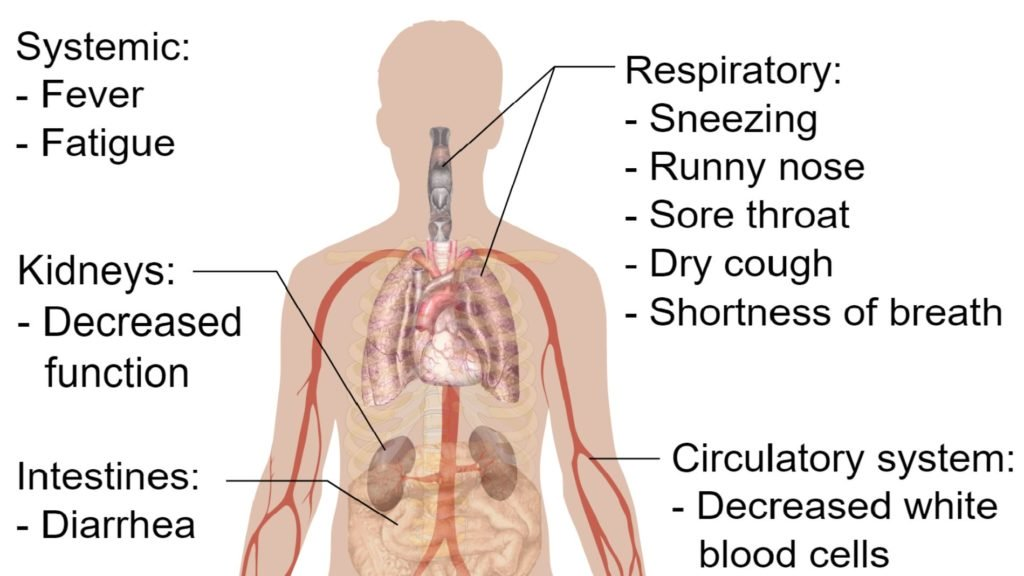 Systemic:
- Fever
- Fatigue
Kidneys:
- Decreased
function
Intestines:
- Diarrhea
Respiratory:
- Sneezing
- Runny nose
- Sore throat
- Dry cough
- Shortness of breath
Circulatory system:
- Decreased white
blood cells